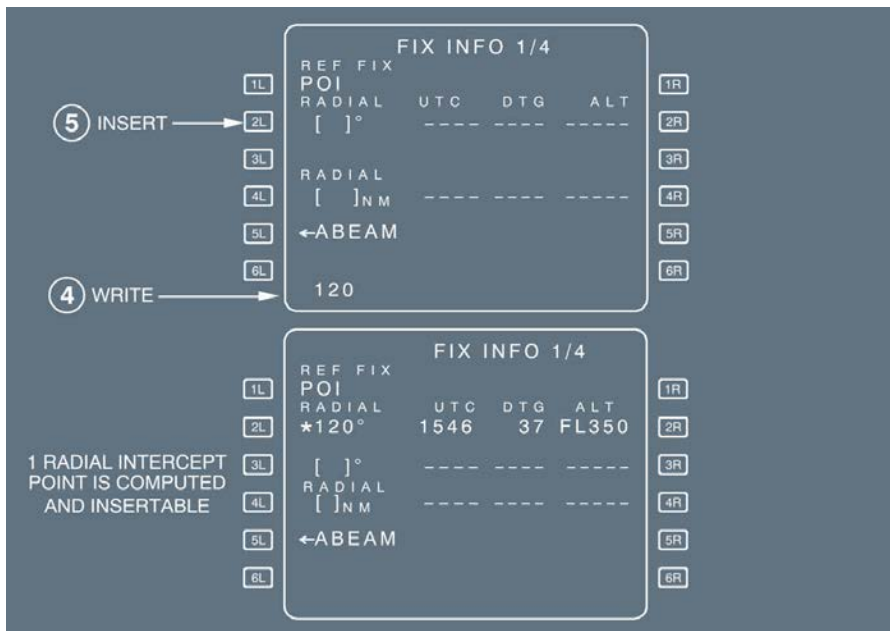 FIX INFO 1/4
REF FIX
1L POI 1R
RADIAL UTC DTG ALT
5 INSERT 2L [ ]° ---- ---- ----- 2R
3L 3R
RADIAL
4L [ ]NM ---- ---- ----- 4R
5L ←ABEAM 5R
6L 6R
4 WRITE 120
FIX INFO 1/4
REF FIX
1L POI 1R
RADIAL UTC DTG ALT
2L *120° 1546 37 FL350 2R
1 RADIAL INTERCEPT 3L [ ]° ---- ---- ----- 3R
POINT IS COMPUTED RADIAL
AND INSERTABLE 4L [ ]NM ---- ---- ----- 4R
5L ←ABEAM 5R
6L 6R